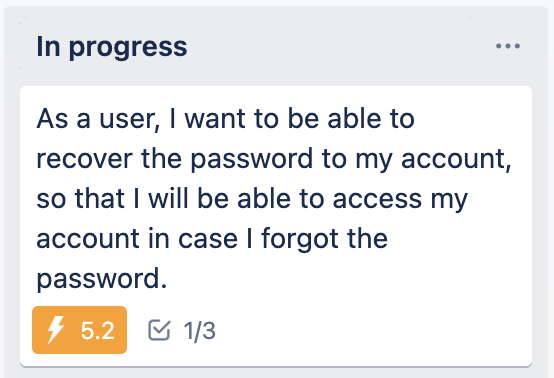 In progress
As a user, I want to be able to
recover the password to my account,
so that I will be able to access my
account in case I forgot the
password.
5.2 1/3